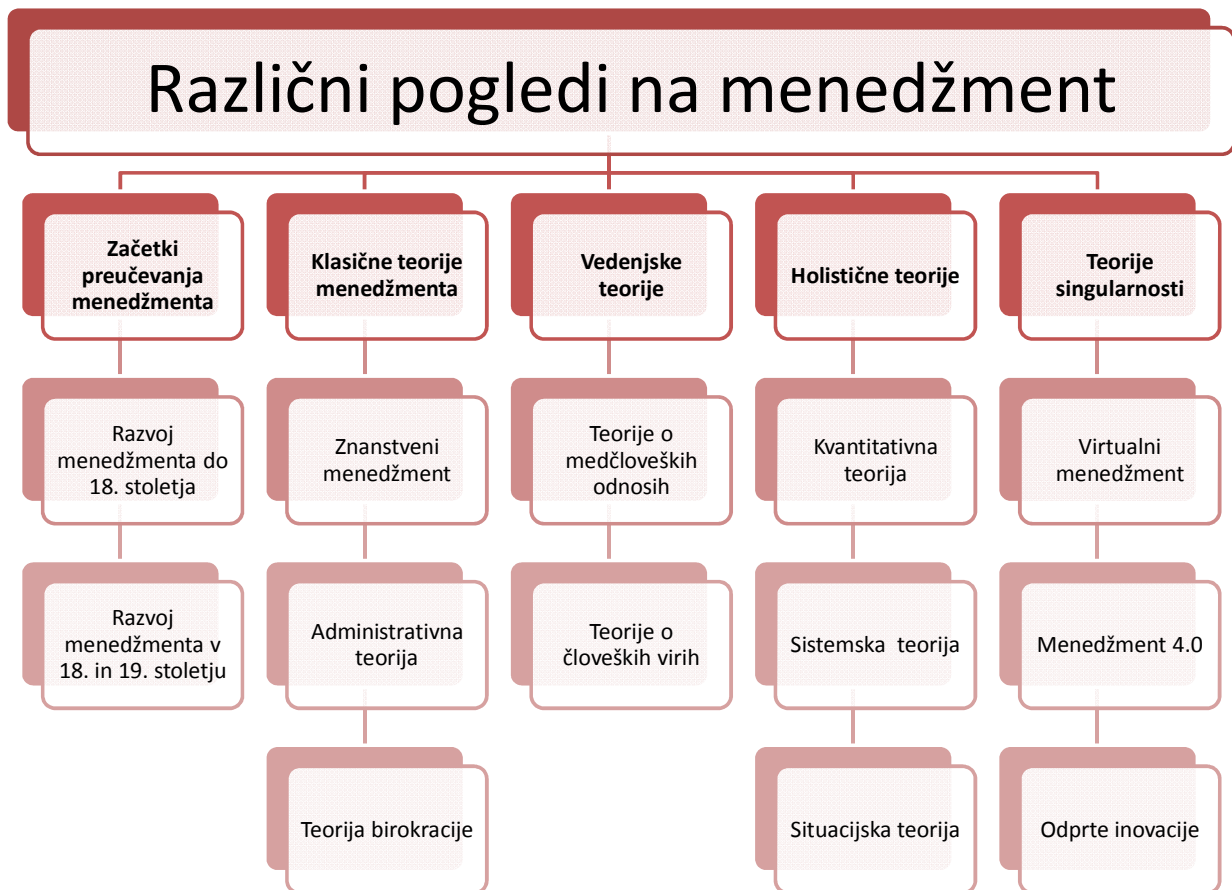 Različni pogledi na menedžment
Začetki
preučevanja
menedžmenta
Klasične teorije
menedžmenta
Vedenjske
teorije
Holistične teorije
Teorije
singularnosti
Razvoj
menedžmenta do
18. stoletja
Znanstveni
menedžment
Teorije o
medčloveških
odnosih
Kvantitativna
teorija
Virtualni
menedžment
Razvoj
menedžmenta v
18. in 19. stoletju
Administrativna
teorija
Teorije o
človeških virih
Sistemska teorija
Menedžment 4.0
Teorija birokracije
Situacijska teorija
Odprte inovacije